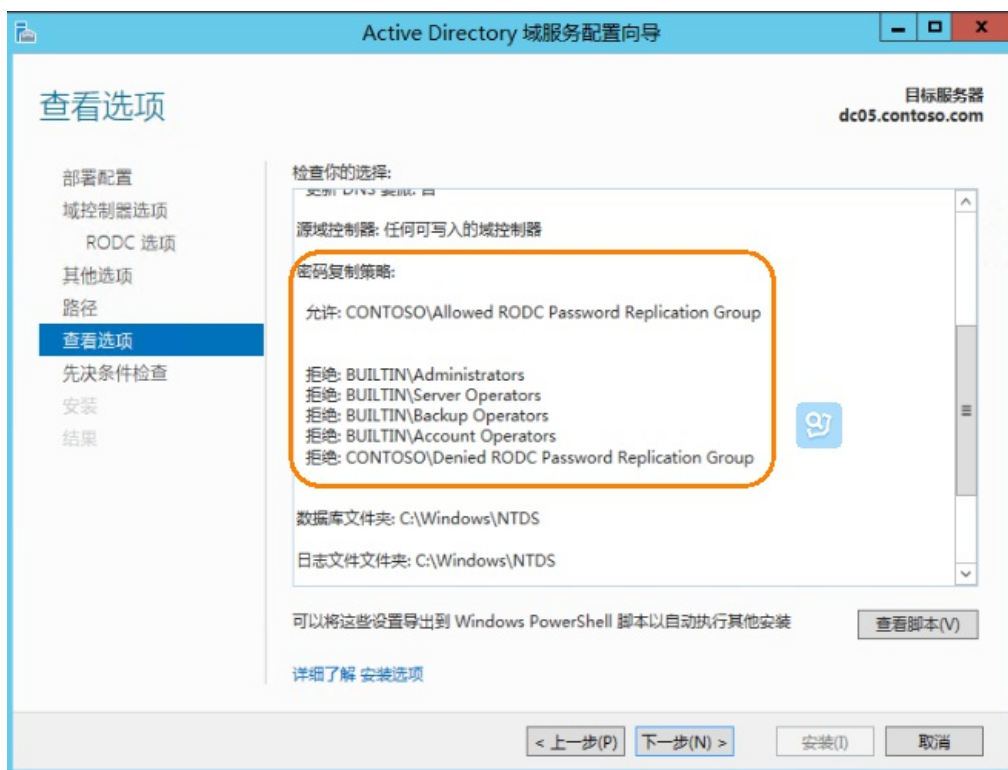 Active Directory 域服务配置向导
查看选项
目标服务器
dc05.contoso.com
部署配置
域控制器选项
RODC 选项
其他选项
路径
查看选项
先决条件检查
安装
结果
检查你的选择:
源域控制器: 任何可写入的域控制器
密码复制策略:
允许: CONTOSO\Allowed RODC Password Replication Group
拒绝: BUILTIN\Administrators
拒绝: BUILTIN\Server Operators
拒绝: BUILTIN\Backup Operators
拒绝: BUILTIN\Account Operators
拒绝: CONTOSO\Denied RODC Password Replication Group
数据库文件夹: C:\Windows\NTDS
日志文件文件夹: C:\Windows\NTDS
可以将这些设置导出到 Windows PowerShell 脚本以自动执行其他安装
查看脚本(V)
详细了解 安装选项
< 上一步(P)
下一步(N) >
安装(I)
取消